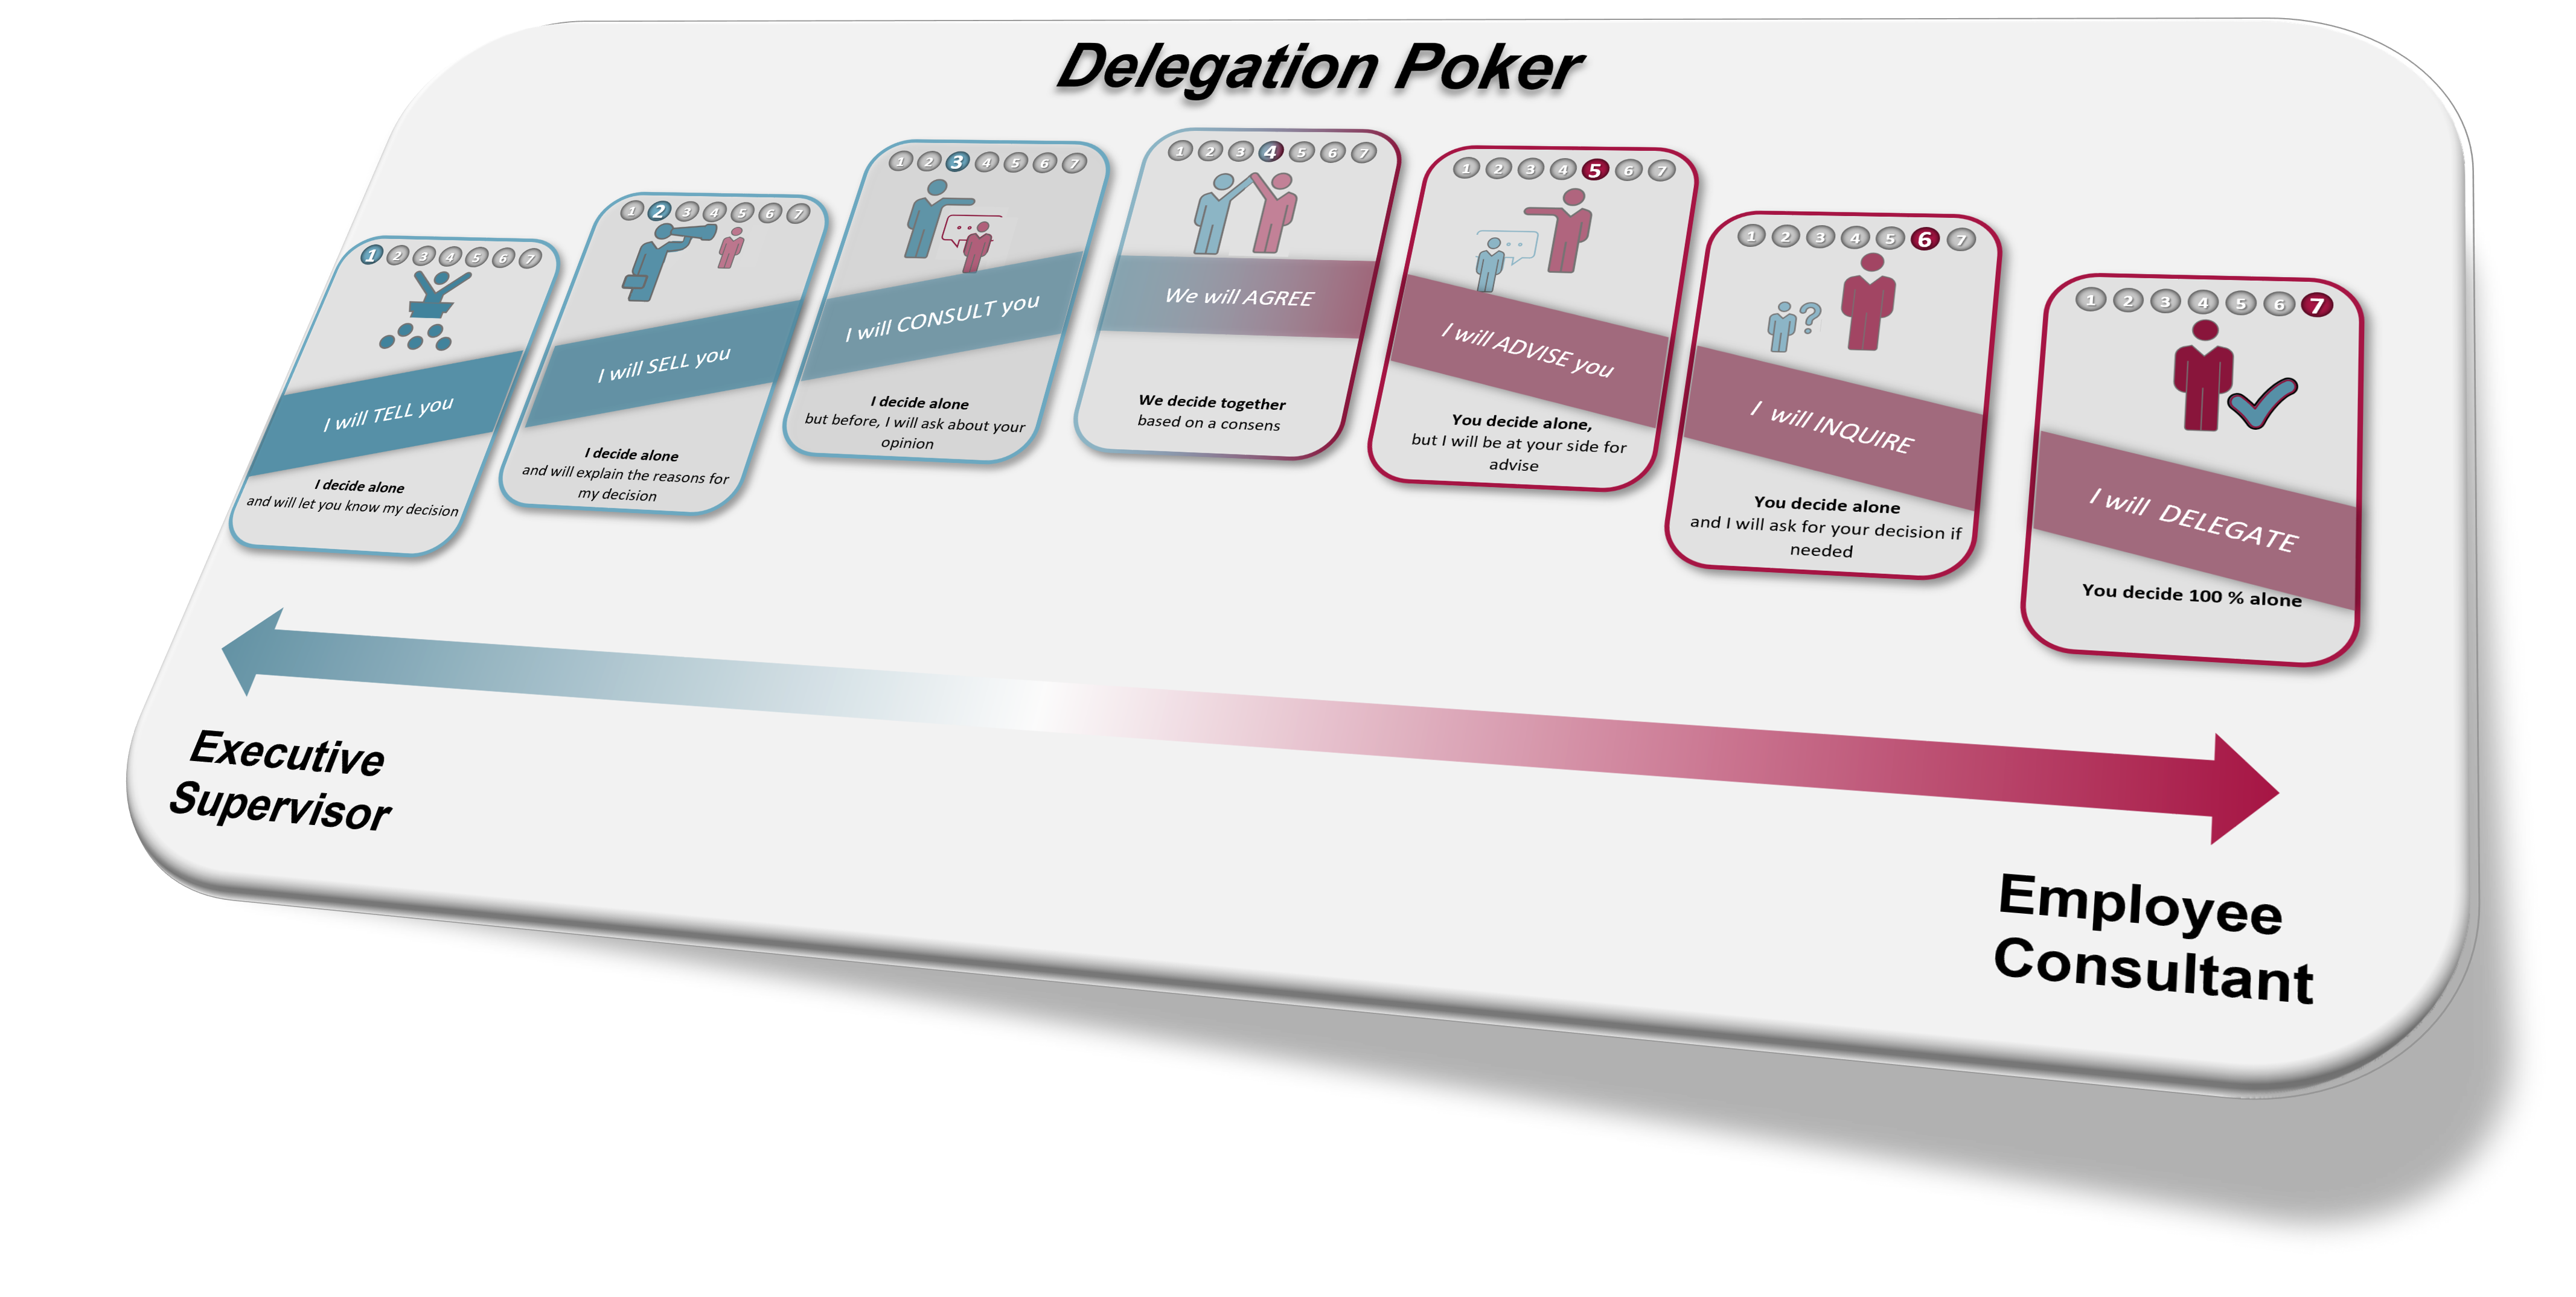 Delegation Poker
1 2 3 4 5 6 7
I will TELL you
I decide alone
and will let you know my decision
1 2 3 4 5 6 7
I will SELL you
I decide alone
and will explain the reasons for
my decision
1 2 3 4 5 6 7
I will CONSULT you
I decide alone
but before, I will ask about your
opinion
1 2 3 4 5 6 7
We will AGREE
We decide together
based on a consens
1 2 3 4 5 6 7
I will ADVISE you
You decide alone,
but I will be at your side for
advise
1 2 3 4 5 6 7
?
I will INQUIRE
You decide alone
and I will ask for your decision if
needed
1 2 3 4 5 6 7
I will DELEGATE
You decide 100 % alone
Executive
Supervisor
Employee
Consultant